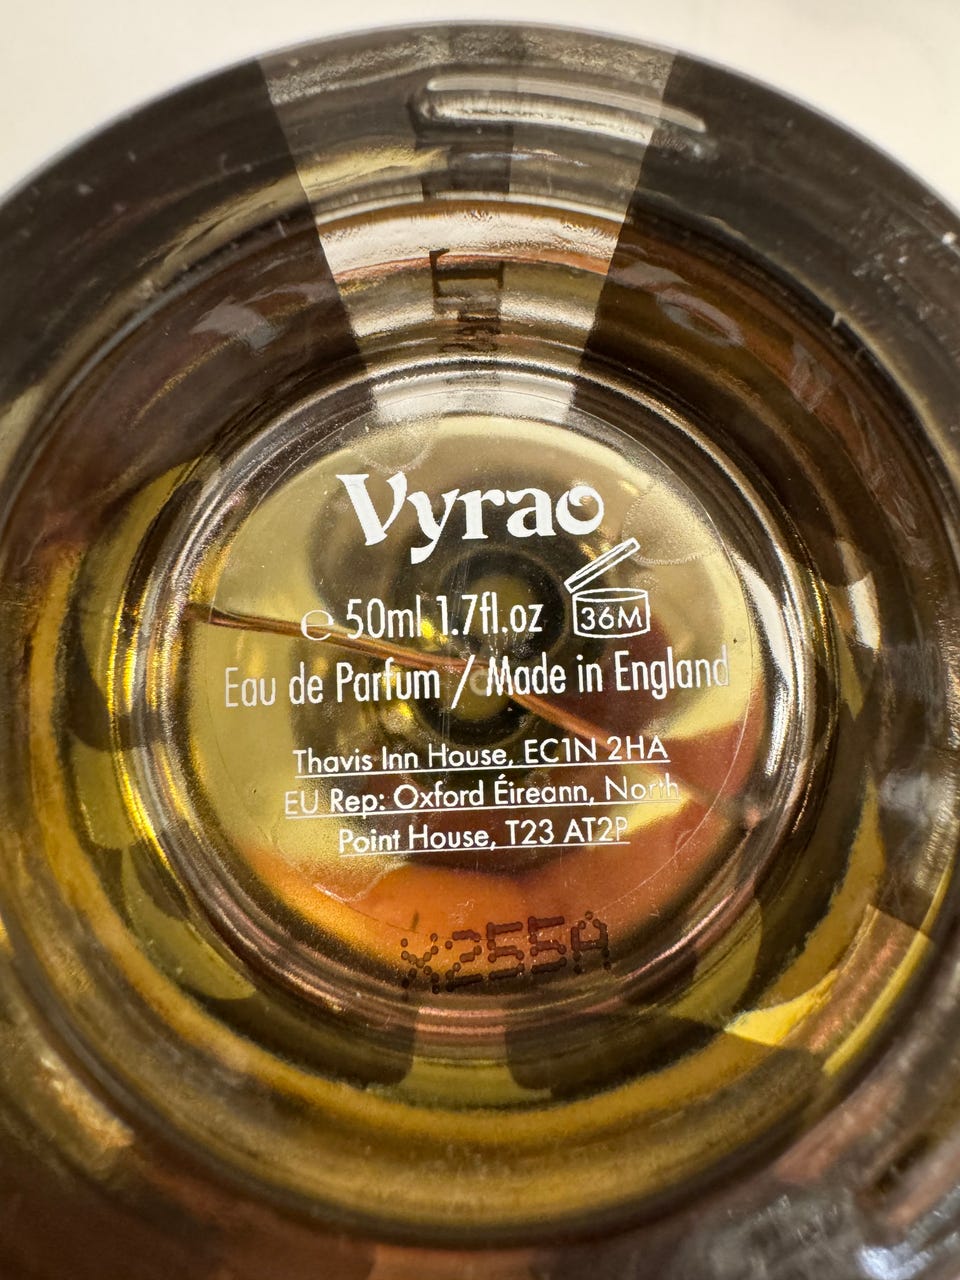 Vyrao
℮ 50ml 1.7fl.oz 36M
Eau de Parfum / Made in England
Thavis Inn House, EC1N 2HA
EU Rep: Oxford Éireann, North
Point House, T23 AT2P
K255A